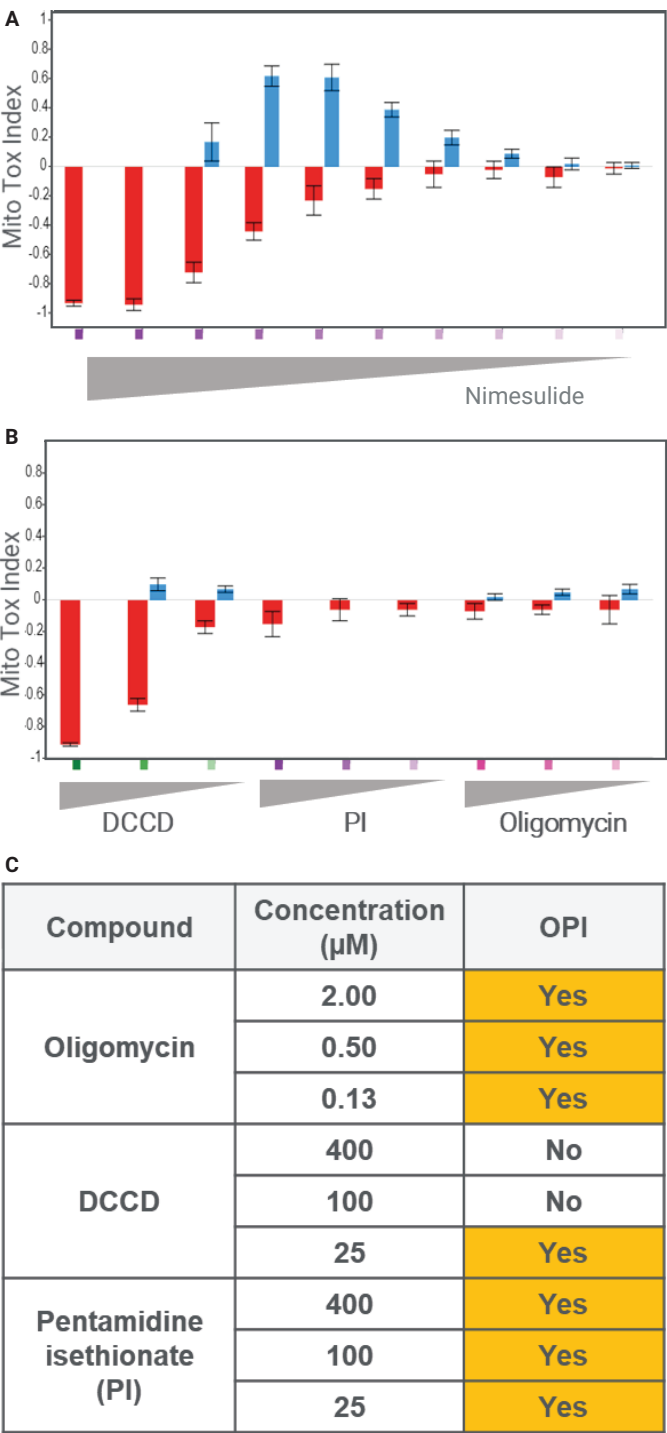 A
Mito Tox Index
1
0.8
0.6
0.4
0.2
0
-0.2
-0.4
-0.6
-0.8
-1
Nimesulide
B
Mito Tox Index
0.8
0.6
0.4
0.2
0
-0.2
-0.4
-0.6
-0.8
-1
DCCD PI Oligomycin
C
Compound Concentration (µM) OPI
Oligomycin
2.00 Yes
0.50 Yes
0.13 Yes
DCCD
400 No
100 No
25 Yes
Pentamidine
isethionate
(PI)
400 Yes
100 Yes
25 Yes